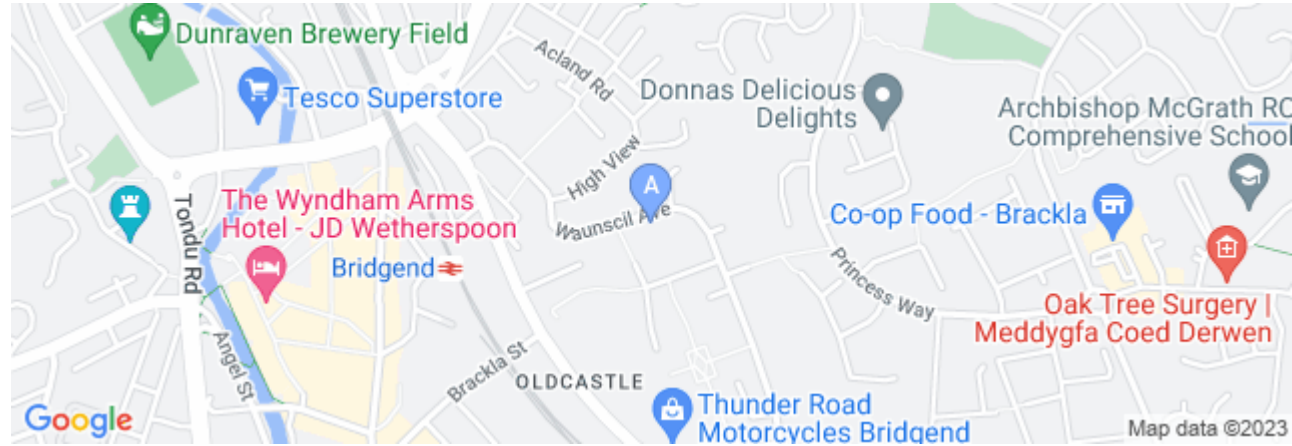 Dunraven Brewery Field
Tesco Superstore
Acland Rd
Donnas Delicious
Delights
Archbishop McGrath RC
Comprehensive School
High View
A
Waunscil Ave
The Wyndham Arms
Hotel - JD Wetherspoon
Tondu Rd
Bridgend
Co-op Food - Brackla
Princess Way
Oak Tree Surgery |
Meddygfa Coed Derwen
Angel St
Brackla St
OLDCASTLE
Thunder Road
Motorcycles Bridgend
Google
Map data ©2023